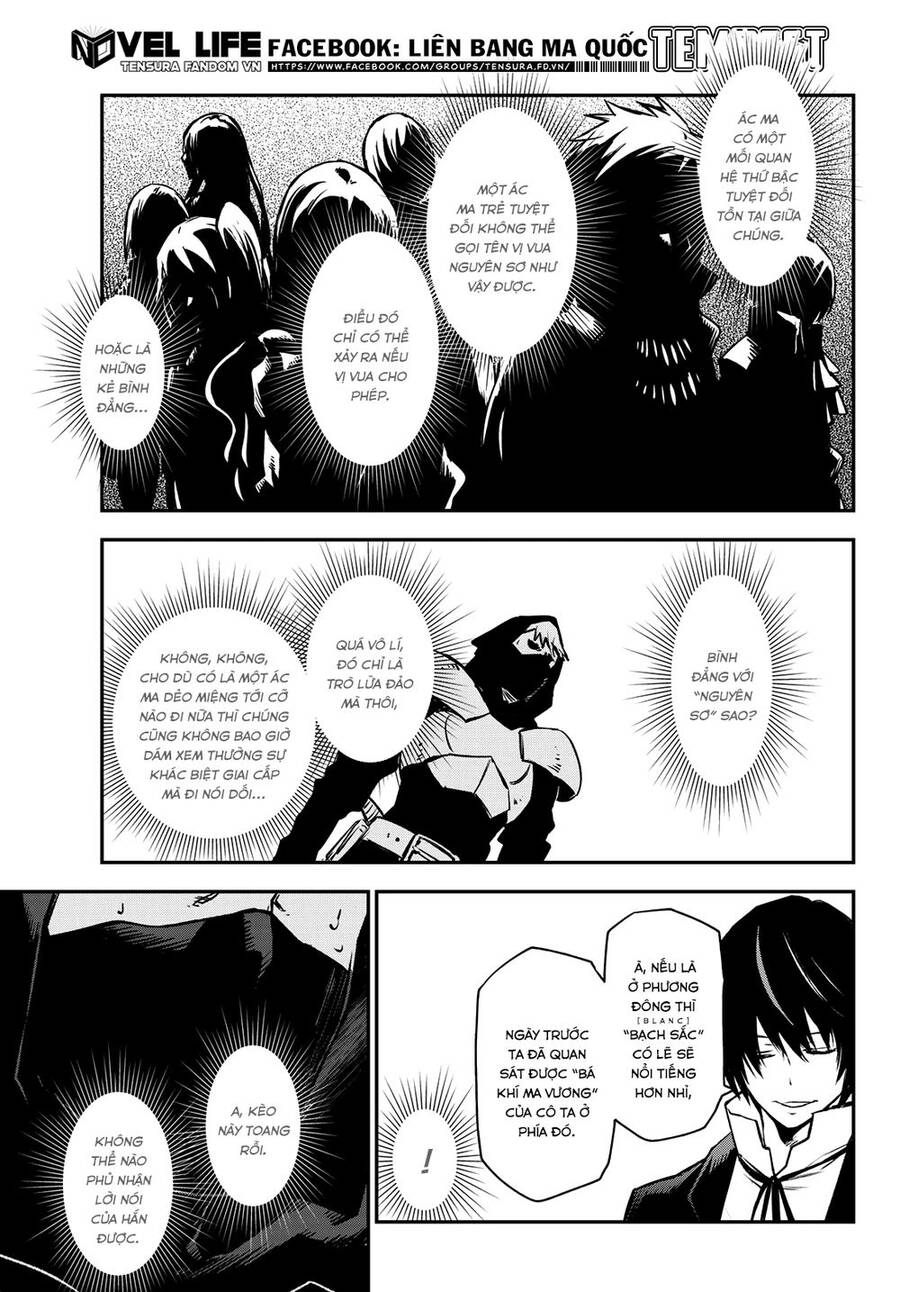 NOVEL LIFE
TENSURA FANDOM VN
FACEBOOK: LIÊN BANG MA QUỐC
HTTPS://WWW.FACEBOOK.COM/GROUPS/TENSURA.FD.VN/
TEMPEST
ÁC MA
CÓ MỘT
MỐI QUAN
HỆ THỨ BẬC
TUYỆT ĐỐI
TỒN TẠI GIỮA
CHÚNG.
MỘT ÁC
MA TRẺ TUYỆT
ĐỐI KHÔNG THỂ
GỌI TÊN VỊ VUA
NGUYÊN SƠ NHƯ
VẬY ĐƯỢC.
ĐIỀU ĐÓ
CHỈ CÓ THỂ
XẢY RA NẾU
VỊ VUA CHO
PHÉP.
HOẶC LÀ
NHỮNG
KẺ BÌNH
ĐẲNG...
BÌNH
ĐẲNG VỚI
“NGUYÊN
SƠ” SAO?
QUÁ VÔ LÍ,
ĐÓ CHỈ LÀ
TRÒ LỪA ĐẢO
MÀ THÔI,
KHÔNG, KHÔNG,
CHO DÙ CÓ LÀ MỘT ÁC
MA DẺO MIỆNG TỚI CỠ
NÀO ĐI NỮA THÌ CHÚNG
CŨNG KHÔNG BAO GIỜ
DÁM XEM THƯỜNG SỰ
KHÁC BIỆT GIAI CẤP
MÀ ĐI NÓI DỐI...
À, NẾU LÀ
Ở PHƯƠNG
ĐÔNG THÌ
[BLANC]
“BẠCH SẮC”
CÓ LẼ SẼ
NỔI TIẾNG
HƠN NHỈ,
NGÀY TRƯỚC
TA ĐÃ QUAN
SÁT ĐƯỢC “BÁ
KHÍ MA VƯƠNG”
CỦA CÔ TA Ở
PHÍA ĐÓ.
!
A, KÈO
NÀY TOANG
RỒI.
KHÔNG
THỂ NÀO
PHỦ NHẬN
LỜI NÓI
CỦA HẮN
ĐƯỢC.